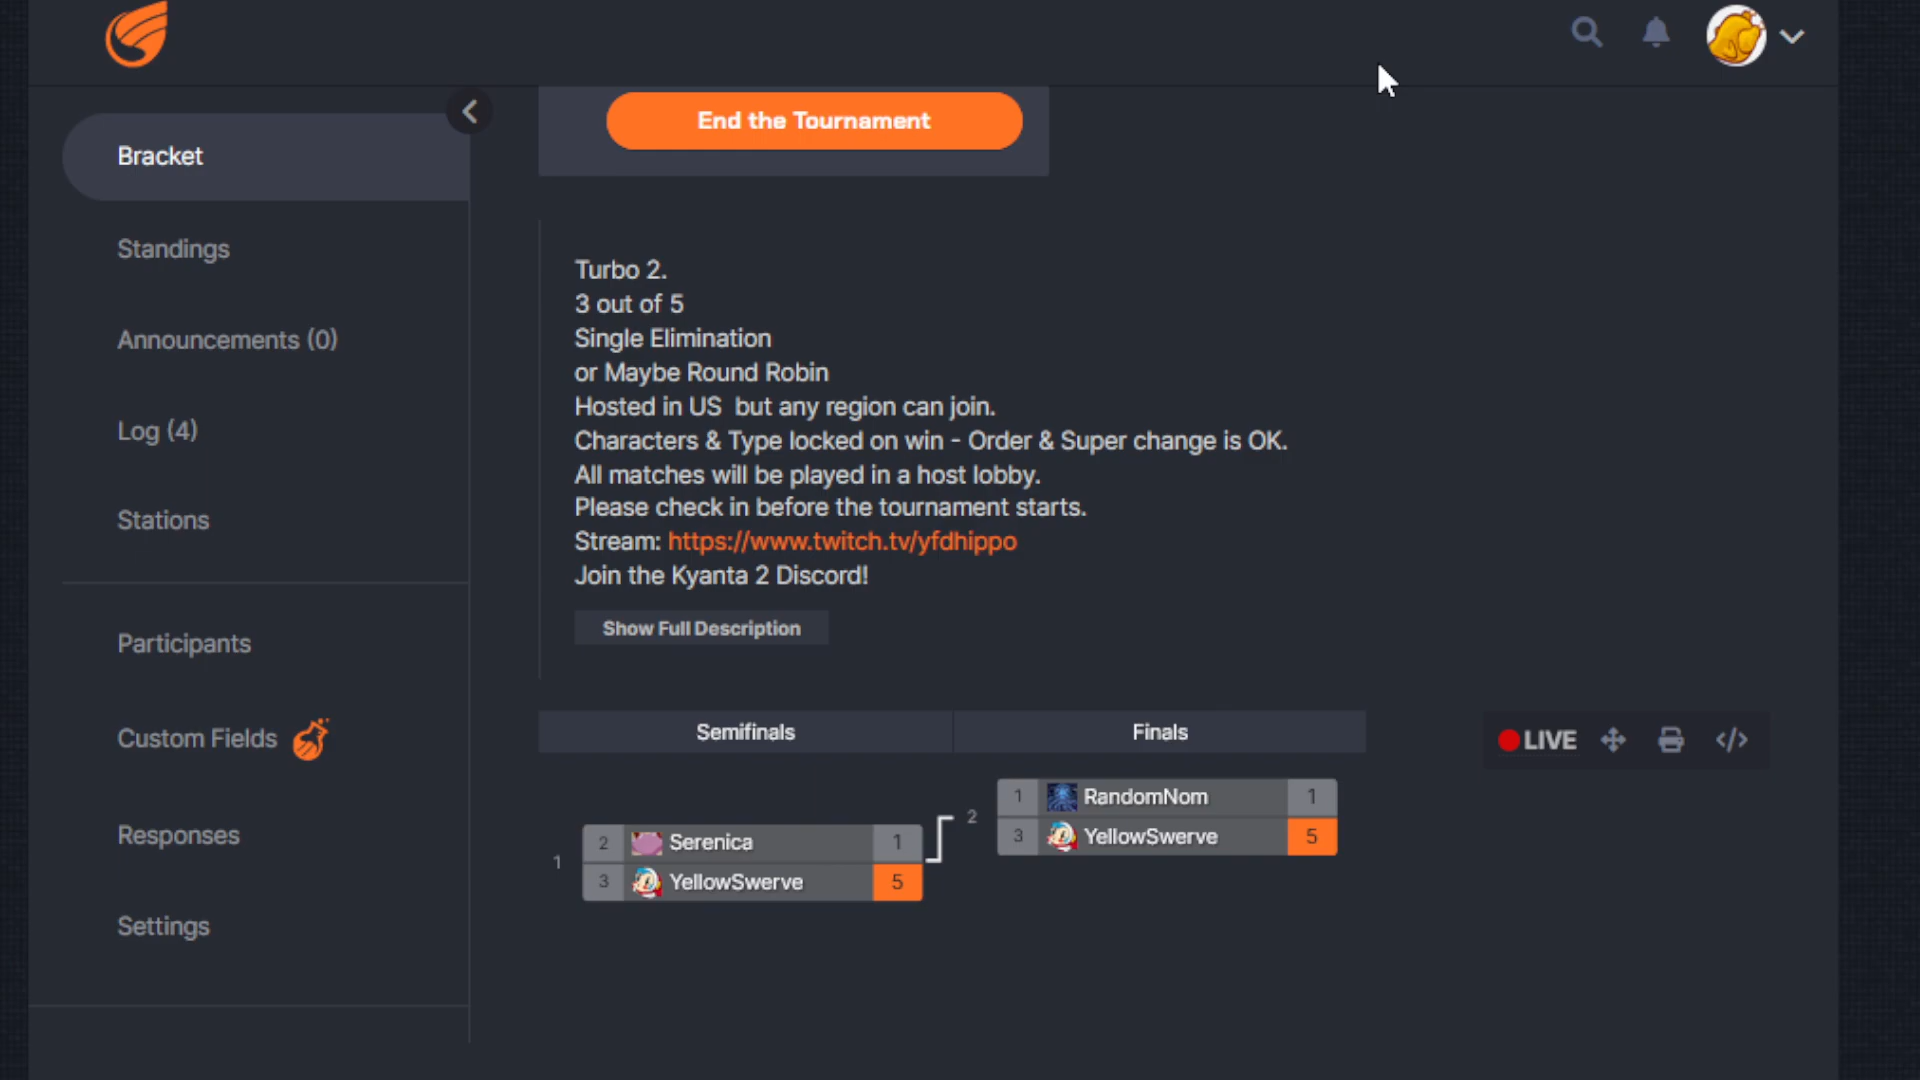 End the Tournament
Bracket
Standings
Announcements (0)
Log (4)
Stations
Participants
Custom Fields
Responses
Settings
Turbo 2.
3 out of 5
Single Elimination
or Maybe Round Robin
Hosted in US but any region can join.
Characters & Type locked on win - Order & Super change is OK.
All matches will be played in a host lobby.
Please check in before the tournament starts.
Stream: https://www.twitch.tv/yfdhippo
Join the Kyanta 2 Discord!
Show Full Description
Semifinals
Finals
LIVE
1
2 Serenica 1
3 YellowSwerve 5
2
1 RandomNom 1
3 YellowSwerve 5